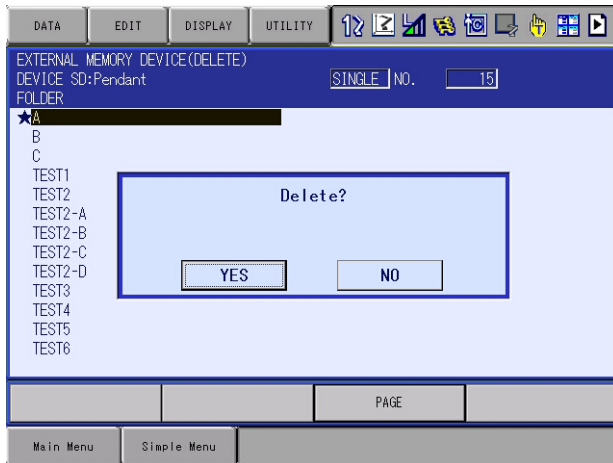 DATA EDIT DISPLAY UTILITY
EXTERNAL MEMORY DEVICE(DELETE)
DEVICE SD:Pendant SINGLE NO. 15
FOLDER
★A
B
C
TEST1
TEST2
TEST2-A
TEST2-B
TEST2-C
TEST2-D
TEST3
TEST4
TEST5
TEST6
Delete?
YES NO
PAGE
Main Menu Simple Menu